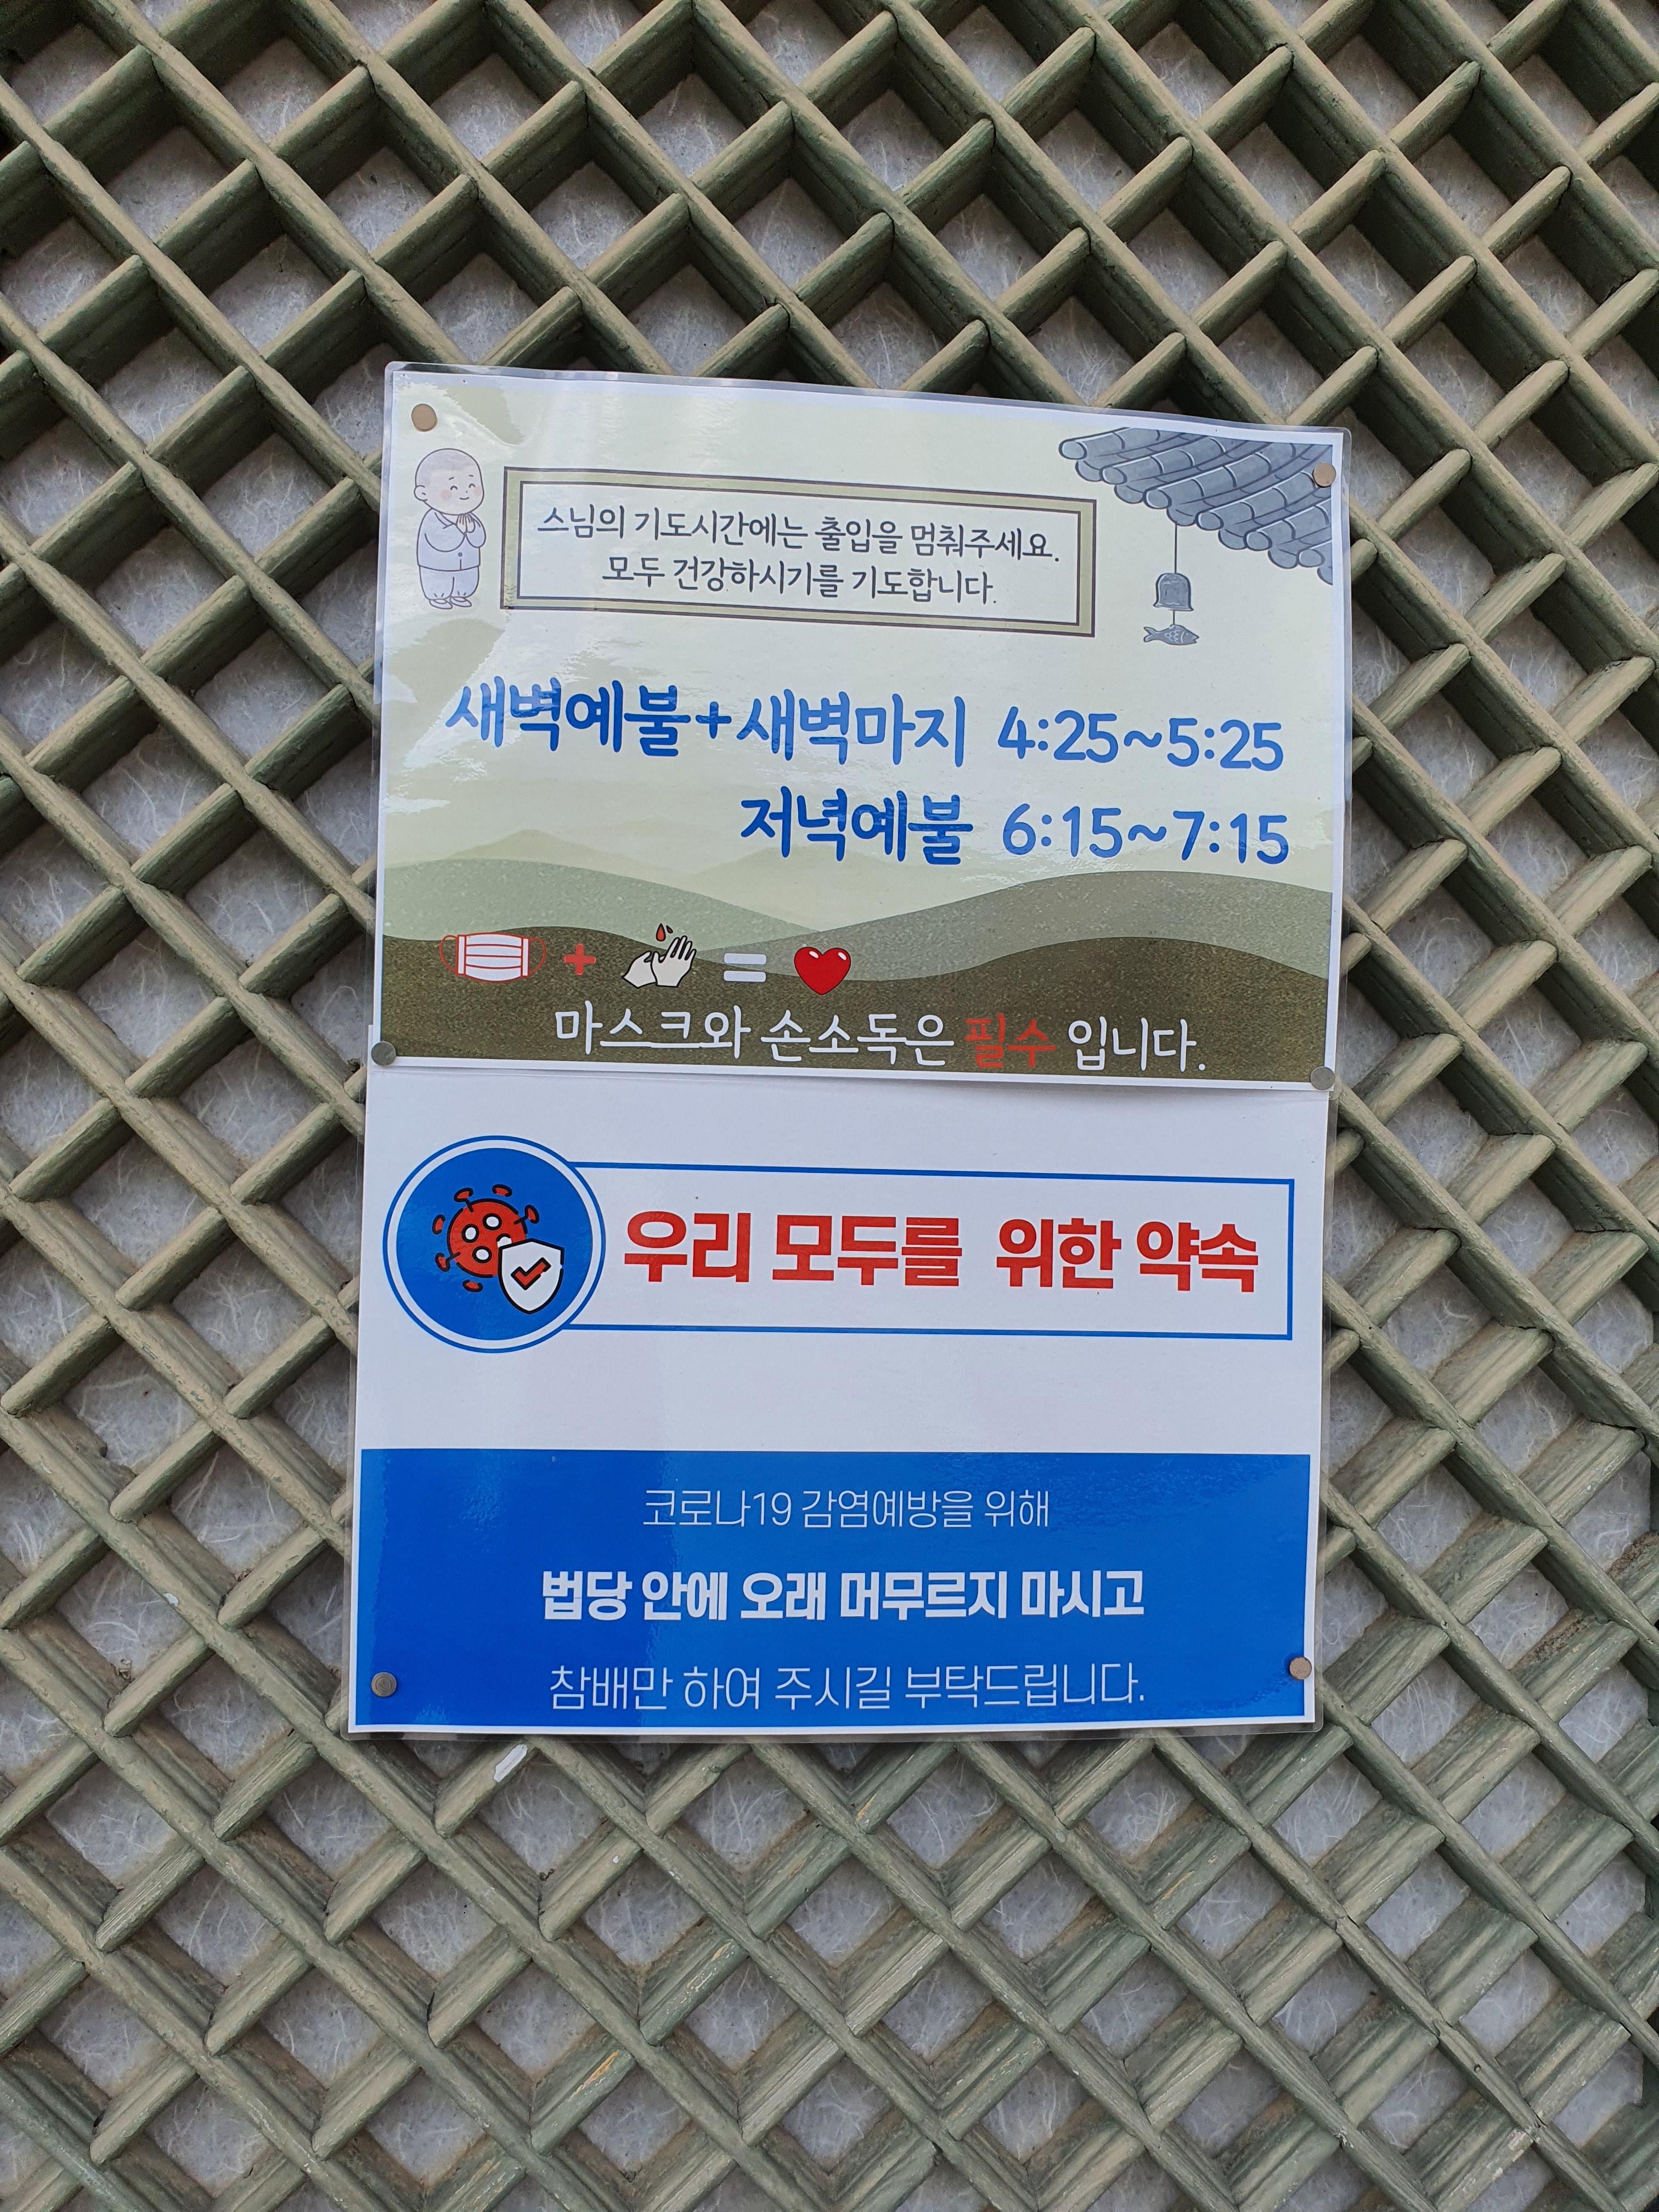 스님의 기도시간에는 출입을 멈춰주세요.
모두 건강하시기를 기도합니다.
새벽예불+새벽마지 4:25~5:25
저녁예불 6:15~7:15
마스크와 손소독은 필수 입니다.
우리 모두를 위한 약속
코로나19 감염예방을 위해
법당 안에 오래 머무르지 마시고
참배만 하여 주시길 부탁드립니다.